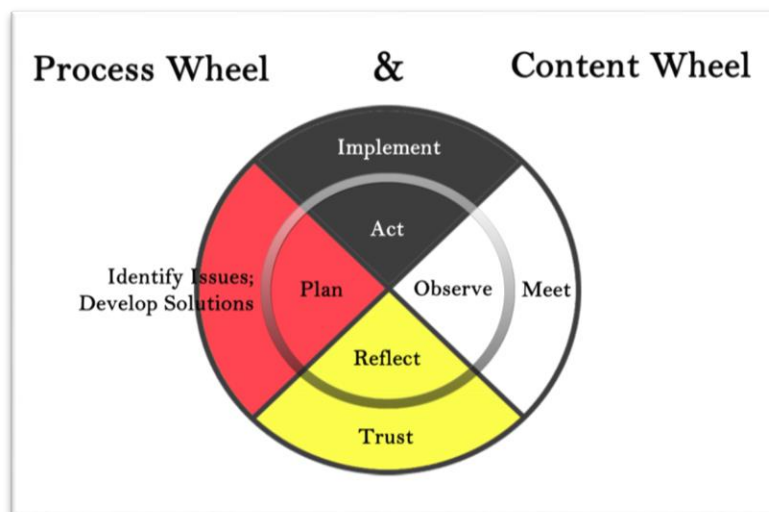 Process Wheel & Content Wheel
Implement
Act
Identify Issues;
Develop Solutions
Plan
Observe
Meet
Reflect
Trust